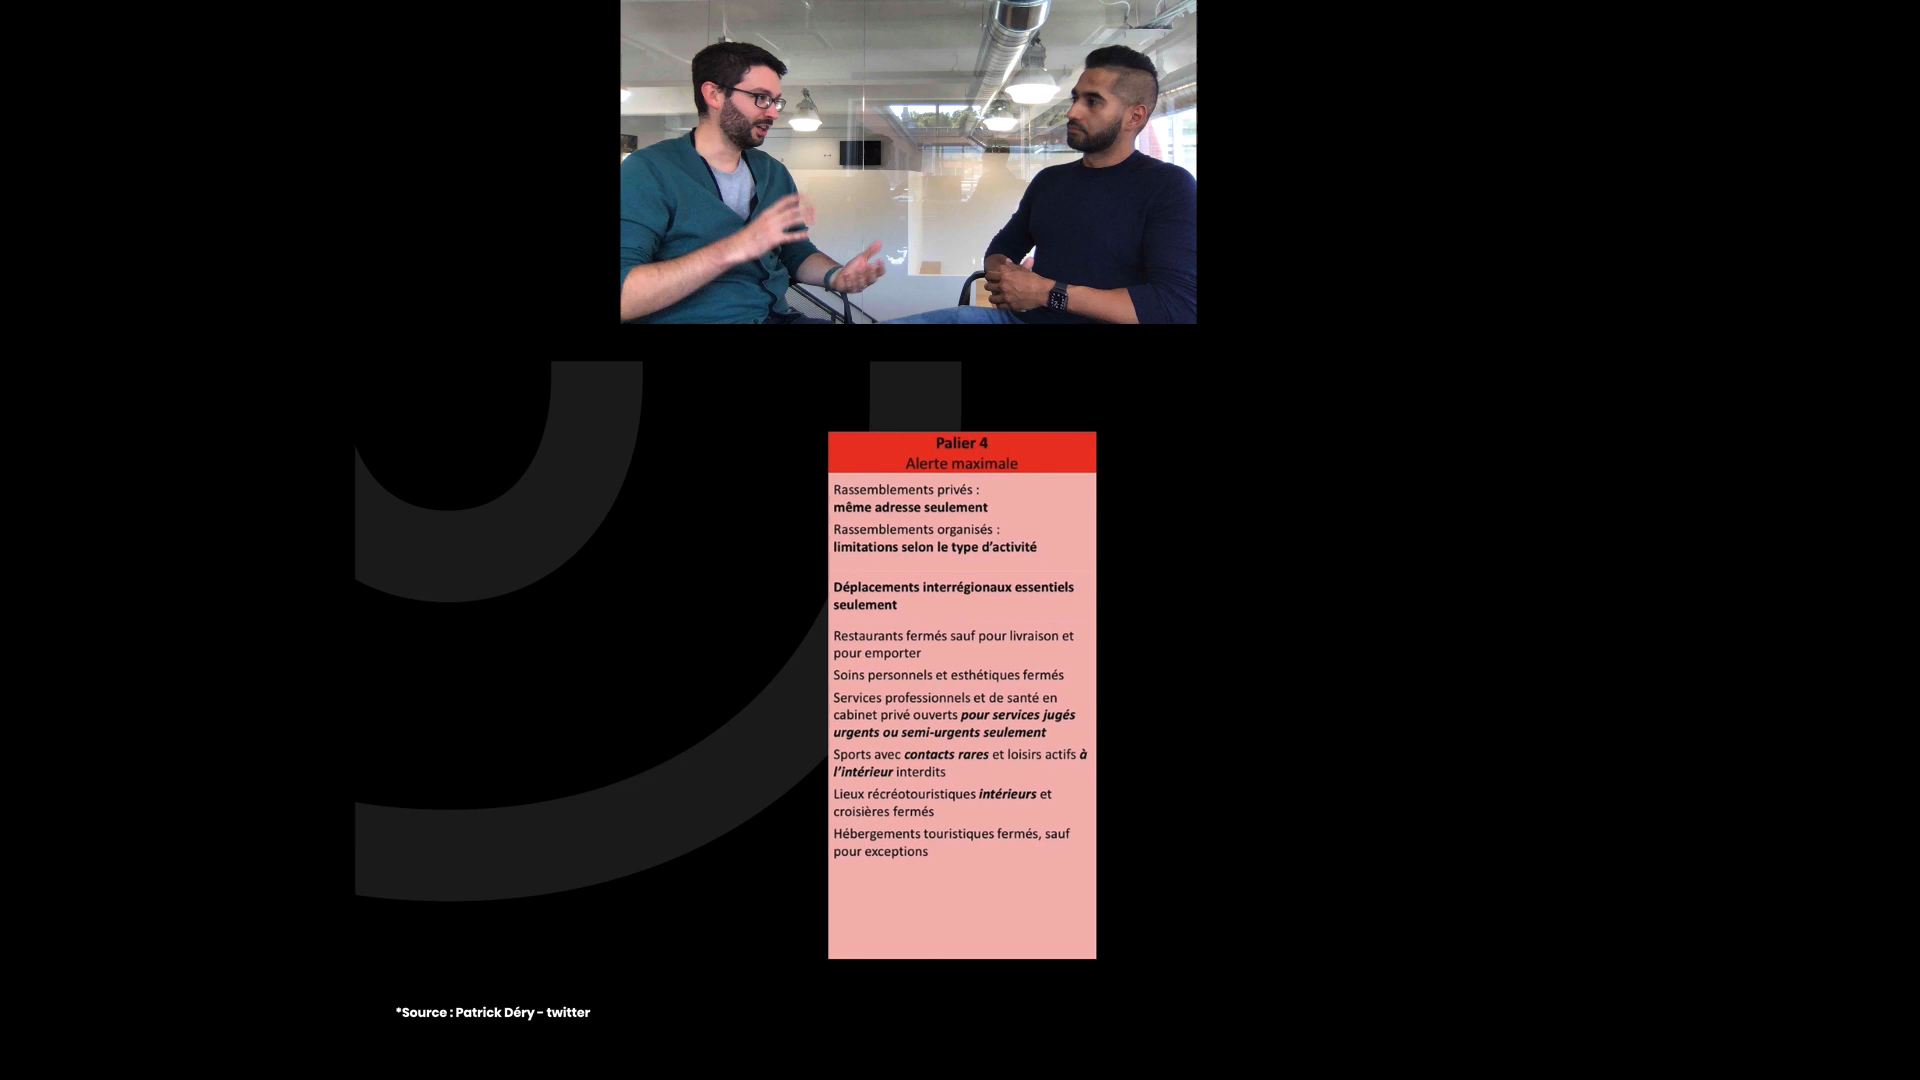 Palier 4
Alerte maximale
Rassemblements privés :
même adresse seulement
Rassemblements organisés :
limitations selon le type d’activité
Déplacements interrégionaux essentiels
seulement
Restaurants fermés sauf pour livraison et
pour emporter
Soins personnels et esthétiques fermés
Services professionnels et de santé en
cabinet privé ouverts pour services jugés
urgents ou semi-urgents seulement
Sports avec contacts rares et loisirs actifs à
l’intérieur interdits
Lieux récréotouristiques intérieurs et
croisières fermés
Hébergements touristiques fermés, sauf
pour exceptions
*Source : Patrick Déry - twitter